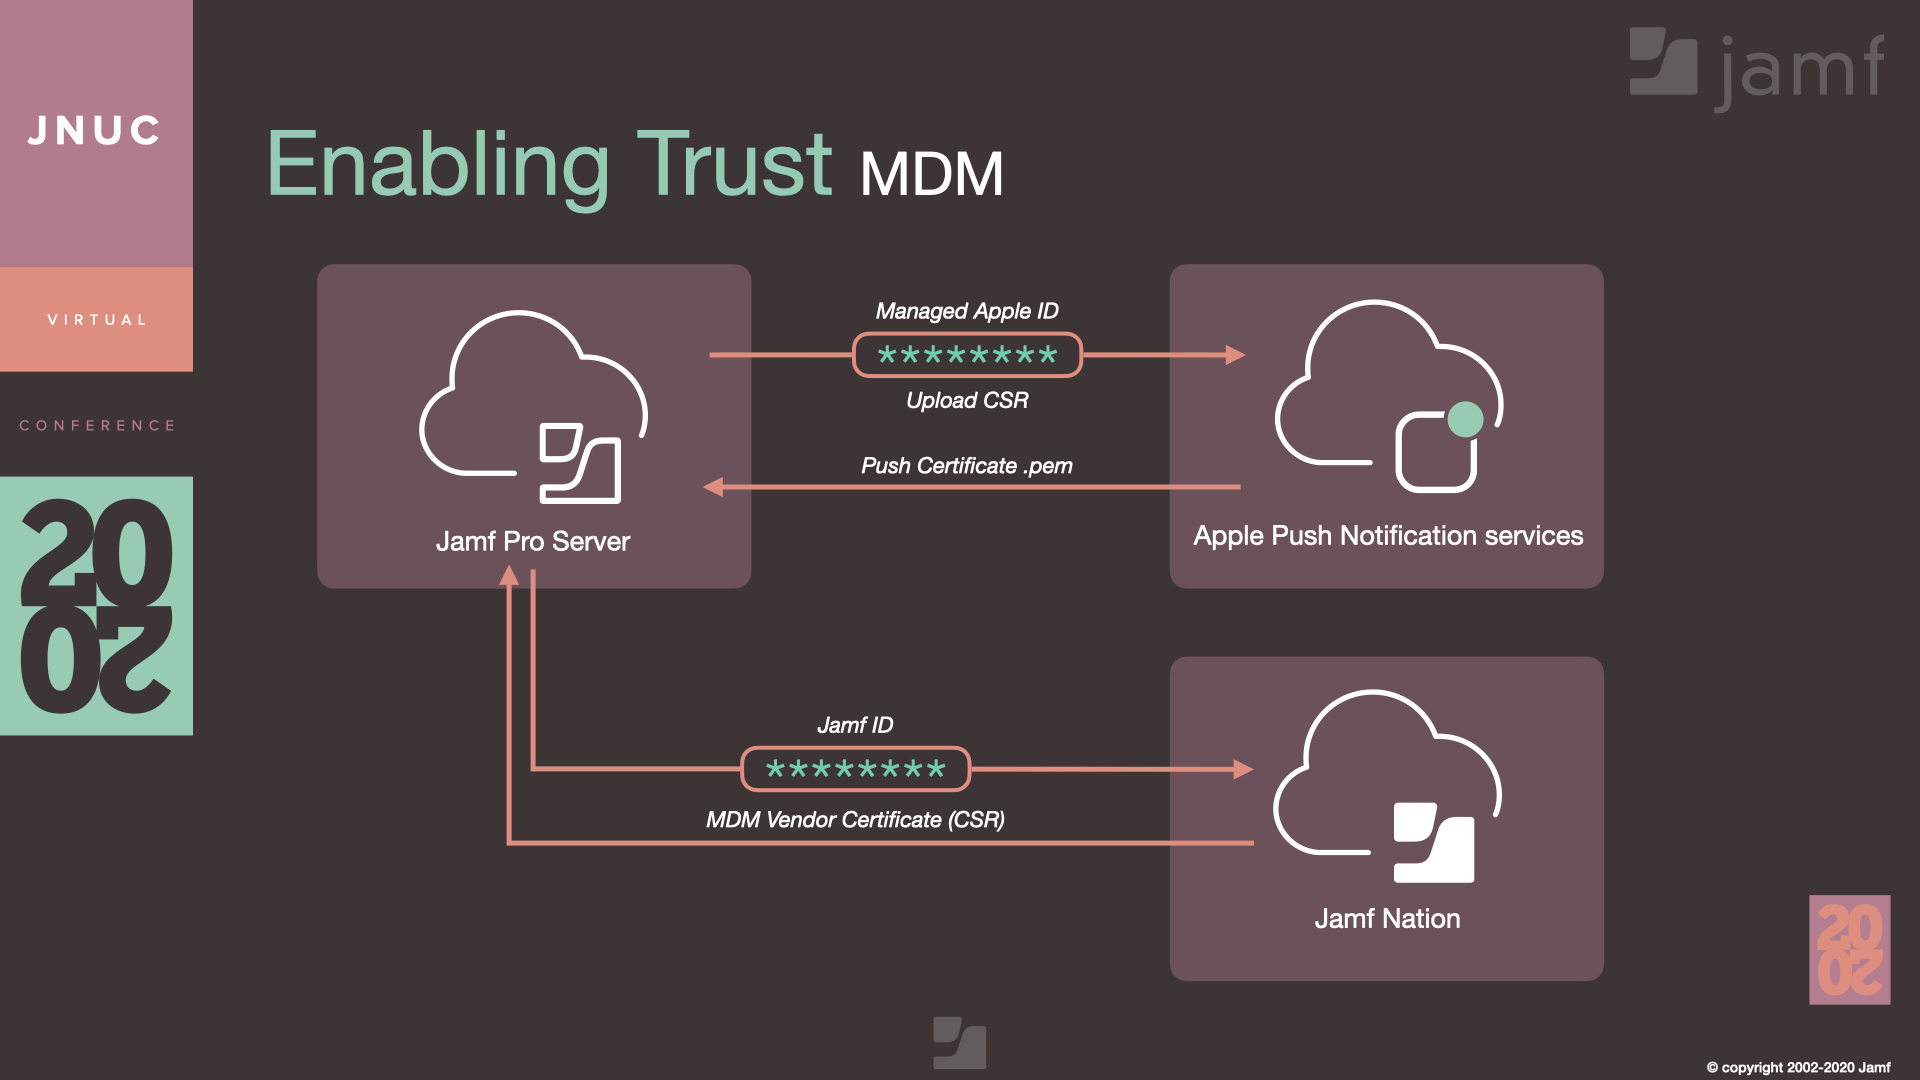 JNUC
VIRTUAL
CONFERENCE
20
20
jamf
Enabling Trust MDM
Managed Apple ID
********
Upload CSR
Push Certificate .pem
Jamf Pro Server
Apple Push Notification services
Jamf ID
********
MDM Vendor Certificate (CSR)
Jamf Nation
20
20
© copyright 2002-2020 Jamf